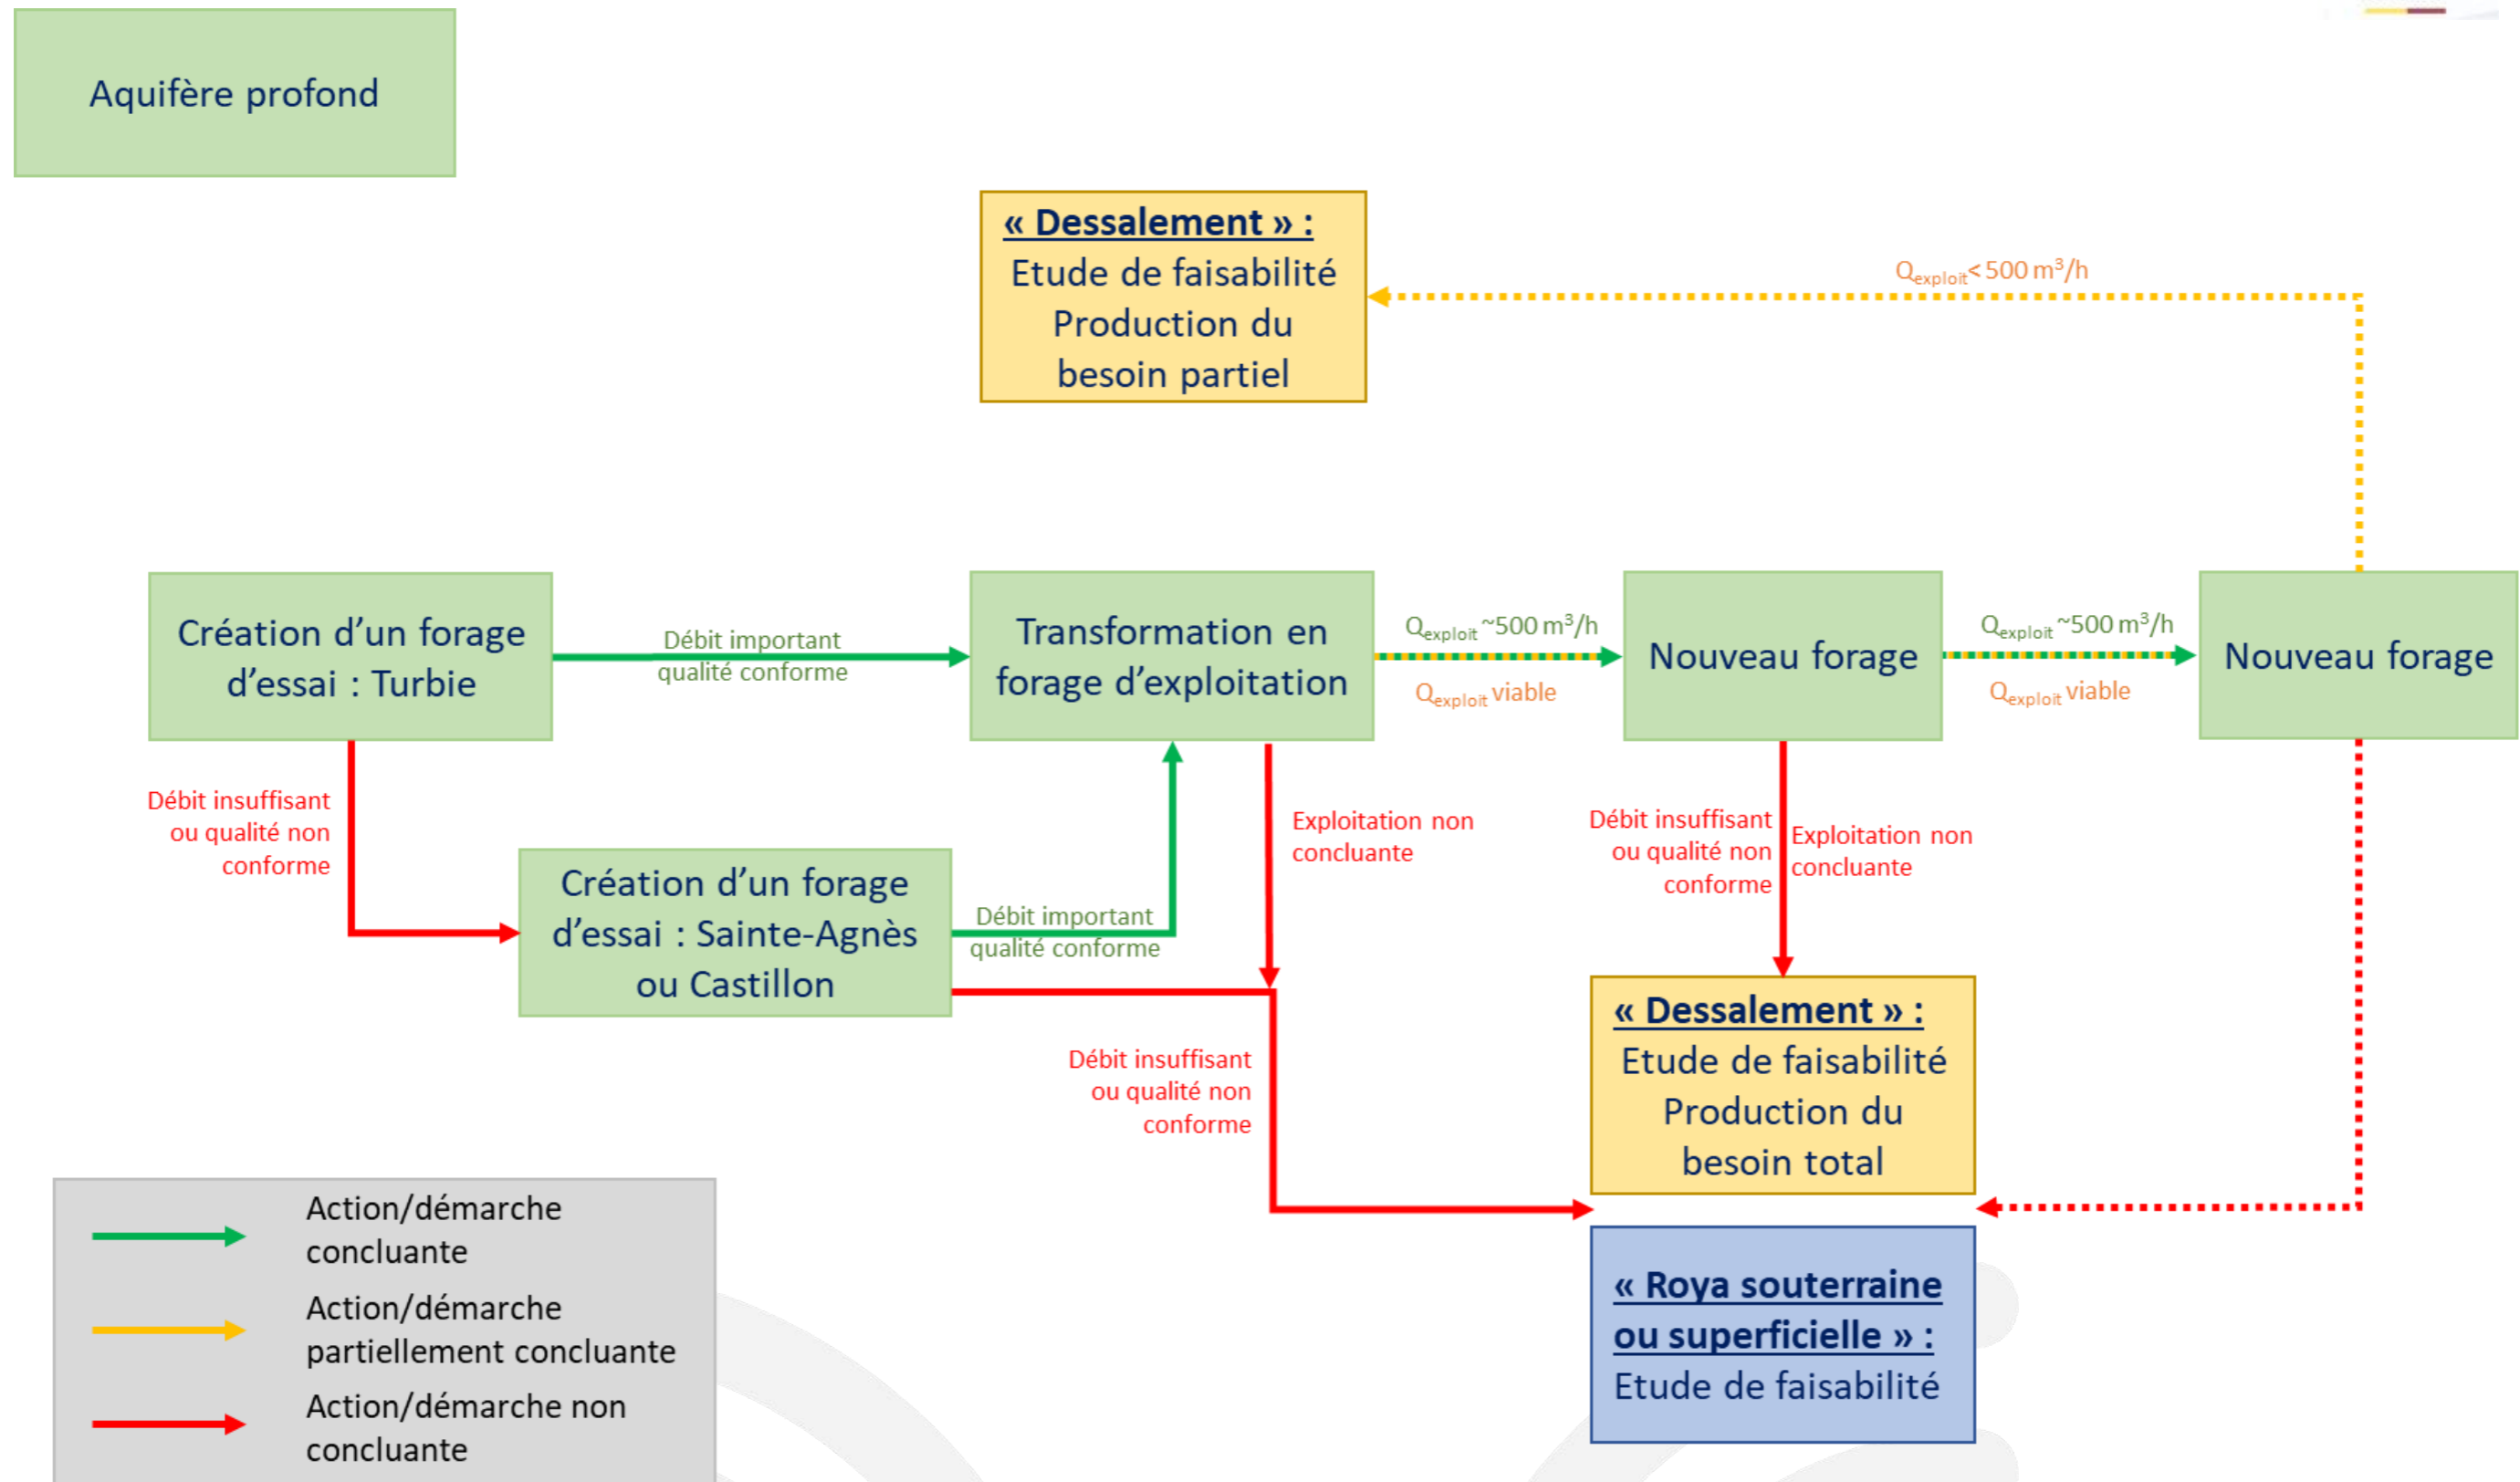 Aquifère profond
« Dessalement » :
Etude de faisabilité
Production du
besoin partiel
Qexploit< 500 m³/h
Création d’un forage
d’essai : Turbie
Débit important
qualité conforme
Transformation en
forage d’exploitation
Qexploit ~500 m³/h
Qexploit viable
Nouveau forage
Qexploit ~500 m³/h
Qexploit viable
Nouveau forage
Débit insuffisant
ou qualité non
conforme
Création d’un forage
d’essai : Sainte-Agnès
ou Castillon
Débit important
qualité conforme
Exploitation non
concluante
Débit insuffisant
ou qualité non
conforme
Exploitation non
concluante
Débit insuffisant
ou qualité non
conforme
« Dessalement » :
Etude de faisabilité
Production du
besoin total
« Roya souterraine
ou superficielle » :
Etude de faisabilité
Action/démarche
concluante
Action/démarche
partiellement concluante
Action/démarche non
concluante